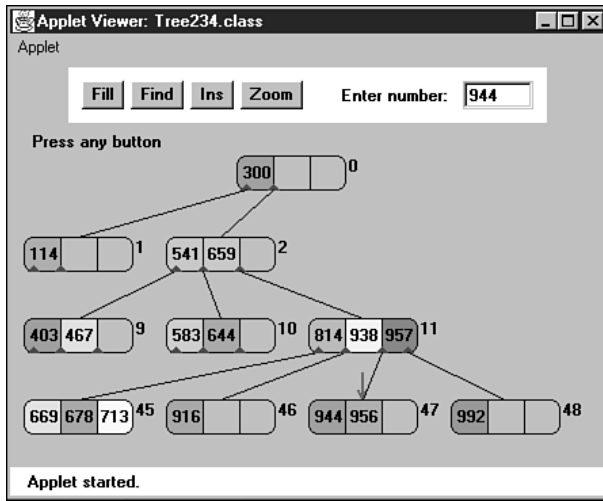 Applet Viewer: Tree234.class
Applet
Fill Find Ins Zoom Enter number: 944
Press any button
300 0
114 1 541 659 2
403 467 9 583 644 10 814 938 957 11
669 678 713 45 916 46 944 956 47 992 48
Applet started.